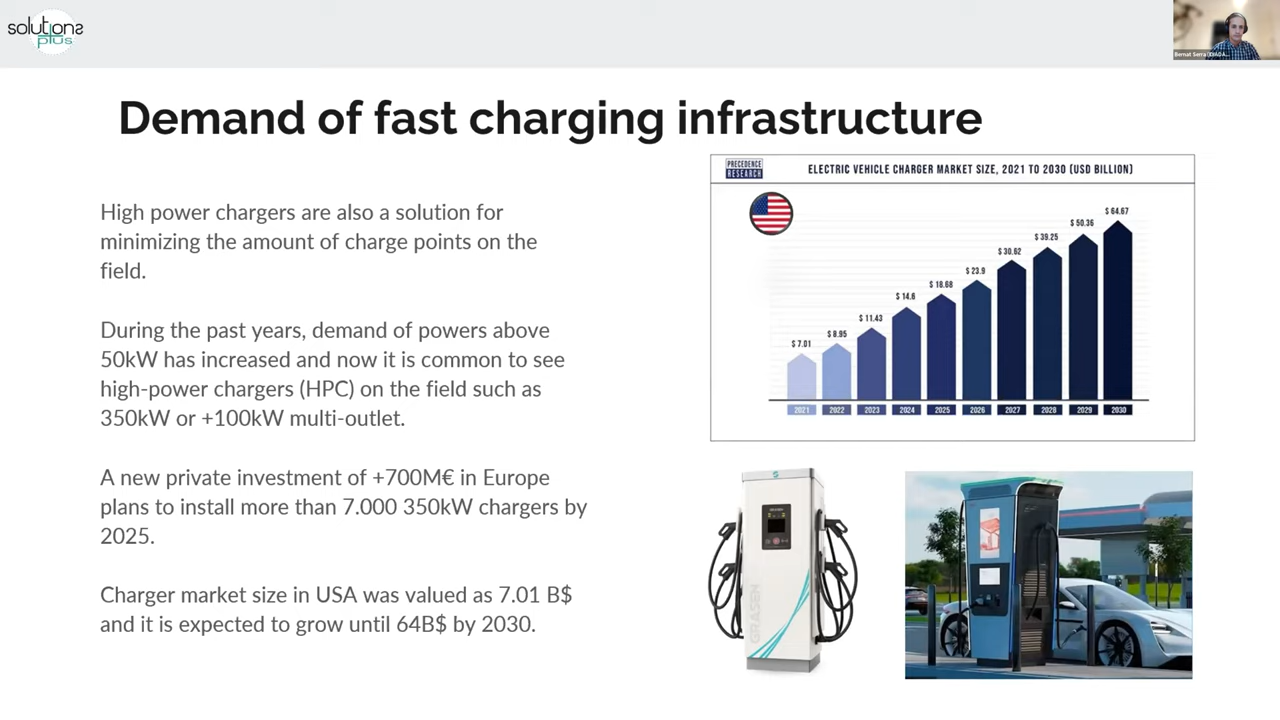 solutions
plus
Bernat Serra
Demand of fast charging infrastructure
High power chargers are also a solution for
minimizing the amount of charge points on the
field.
During the past years, demand of powers above
50kW has increased and now it is common to see
high-power chargers (HPC) on the field such as
350kW or +100kW multi-outlet.
A new private investment of +700M€ in Europe
plans to install more than 7.000 350kW chargers by
2025.
Charger market size in USA was valued as 7.01 B$
and it is expected to grow until 64B$ by 2030.
PRECEDENCE
RESEARCH
ELECTRIC VEHICLE CHARGER MARKET SIZE, 2021 TO 2030 (USD BILLION)
$ 7.01
$ 8.95
$ 11.43
$ 14.6
$ 18.68
$ 23.9
$ 30.62
$ 39.25
$ 50.36
$ 64.67
2021 2022 2023 2024 2025 2026 2027 2028 2029 2030
GRASEN